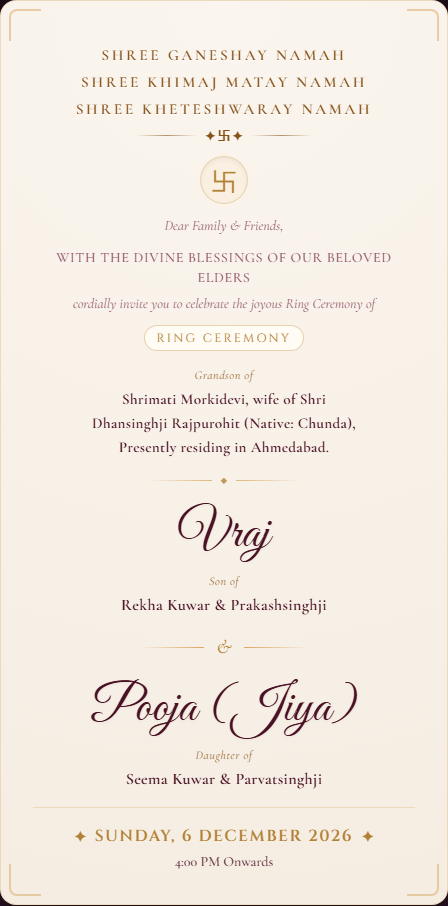 SHREE GANESHAY NAMAH
SHREE KHIMAJ MATAY NAMAH
SHREE KHETESHWARAY NAMAH
✦卐✦
卐
Dear Family & Friends,
WITH THE DIVINE BLESSINGS OF OUR BELOVED
ELDERS
cordially invite you to celebrate the joyous Ring Ceremony of
RING CEREMONY
Grandson of
Shrimati Morkidevi, wife of Shri
Dhansinghji Rajpurohit (Native: Chunda),
Presently residing in Ahmedabad.
Vraj
Son of
Rekha Kuwar & Prakashsinghji
&
Pooja (Jiya)
Daughter of
Seema Kuwar & Parvatsinghji
✦ SUNDAY, 6 DECEMBER 2026 ✦
4:00 PM Onwards